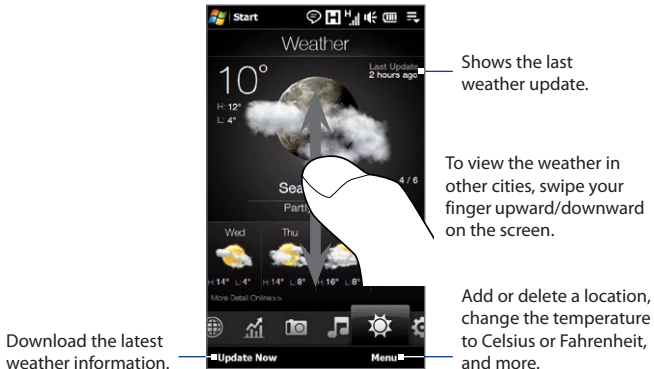 Start
Weather
10°
H: 12°
L: 4°
Last Update
2 hours ago
4 / 6
Wed
Thu
H:14° L:4°
H:14° L:8°
H:16° L:8°
More Detail Online>>
Update Now
Menu
Shows the last
weather update.
To view the weather in
other cities, swipe your
finger upward/downward
on the screen.
Add or delete a location,
change the temperature
to Celsius or Fahrenheit,
and more.
Download the latest
weather information.